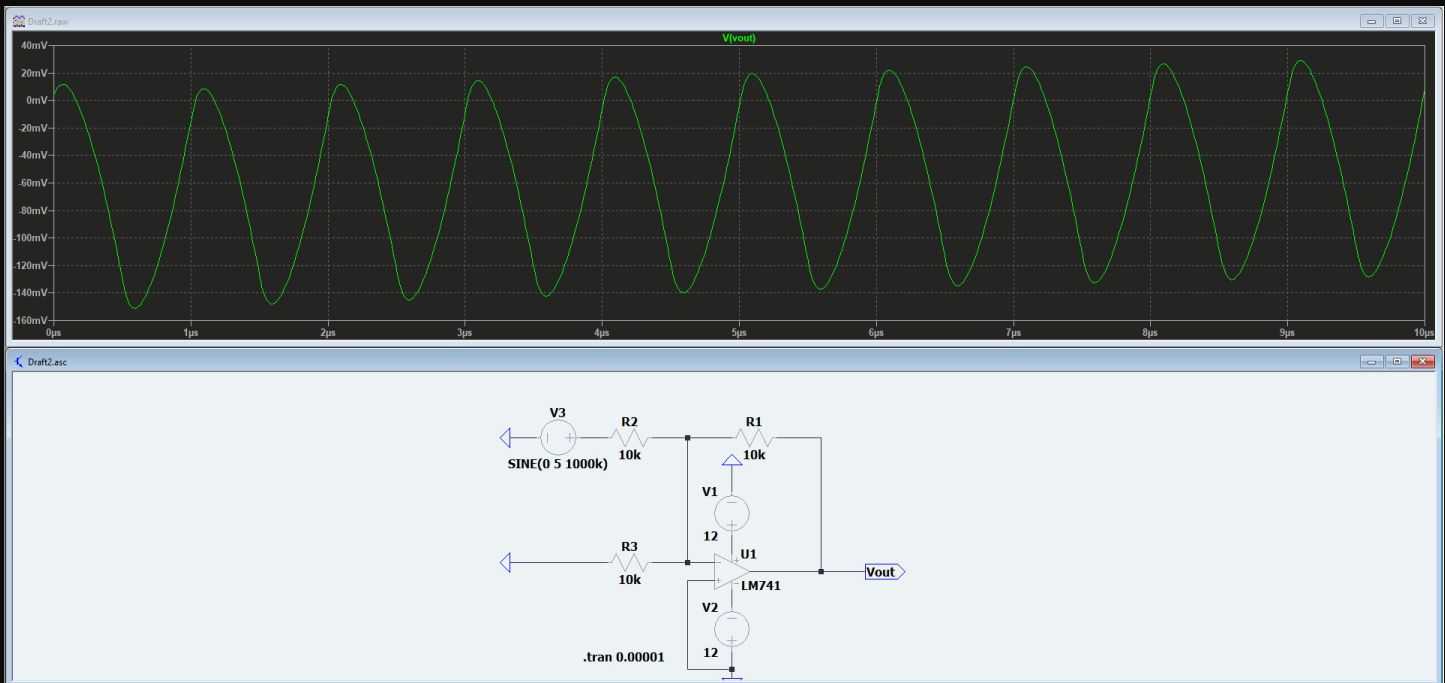 Draft2.raw
V(vout)
40mV
20mV
0mV
-20mV
-40mV
-60mV
-80mV
-100mV
-120mV
-140mV
-160mV
0µs 1µs 2µs 3µs 4µs 5µs 6µs 7µs 8µs 9µs 10µs
Draft2.asc
V3 R2 R1
10k 10k
SINE(0 5 1000k)
V1
12
R3 U1
10k LM741
Vout
V2
12
.tran 0.00001